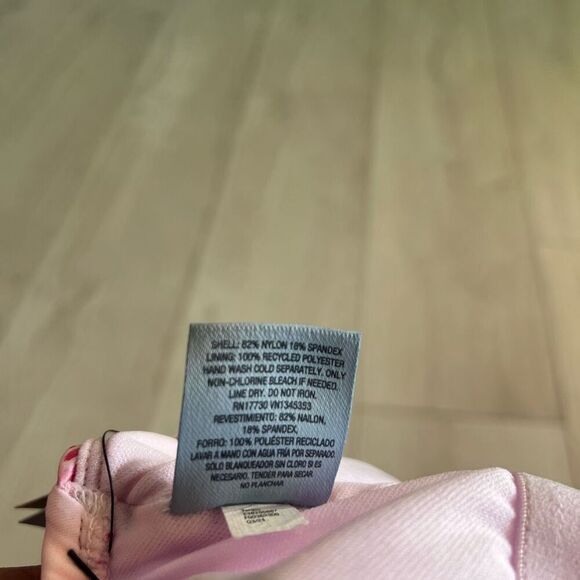 SHELL: 82% NYLON 18% SPANDEX
LINING: 100% RECYCLED POLYESTER
HAND WASH COLD SEPARATELY. ONLY
NON-CHLORINE BLEACH IF NEEDED.
LINE DRY. DO NOT IRON.
RN17730 VN1345353
REVESTIMIENTO: 82% NAILON,
18% SPANDEX,
FORRO: 100% POLIÉSTER RECICLADO
LAVAR A MANO CON AGUA FRÍA POR SEPARADO.
SÓLO BLANQUEADOR SIN CLORO SI ES
NECESARIO. TENDER PARA SECAR.
NO PLANCHAR